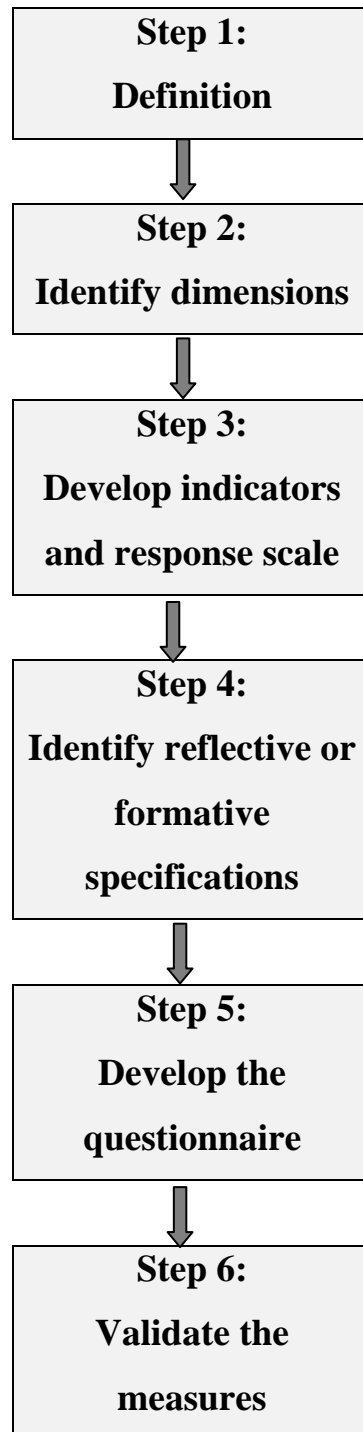 Step 1:
Definition
Step 2:
Identify dimensions
Step 3:
Develop indicators
and response scale
Step 4:
Identify reflective or
formative
specifications
Step 5:
Develop the
questionnaire
Step 6:
Validate the
measures